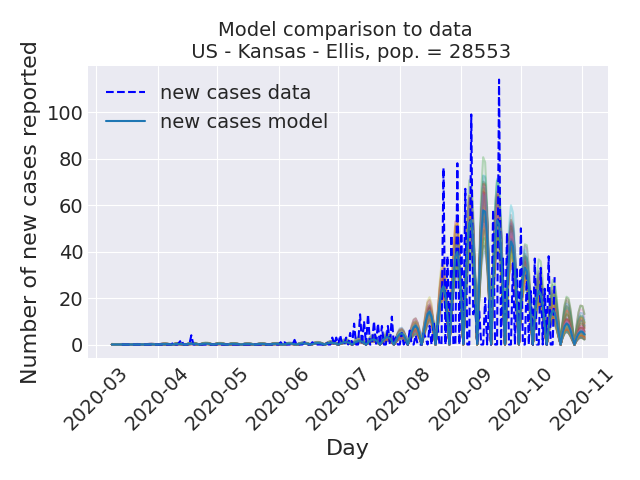 Model comparison to data
US - Kansas - Ellis, pop. = 28553
Number of new cases reported
100
80
60
40
20
0
new cases data
new cases model
2020-03
2020-04
2020-05
2020-06
2020-07
2020-08
2020-09
2020-10
2020-11
Day